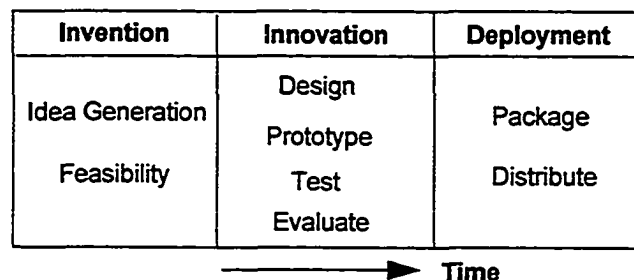 Invention Innovation Deployment
Idea Generation
Feasibility
Design
Prototype
Test
Evaluate
Package
Distribute
Time